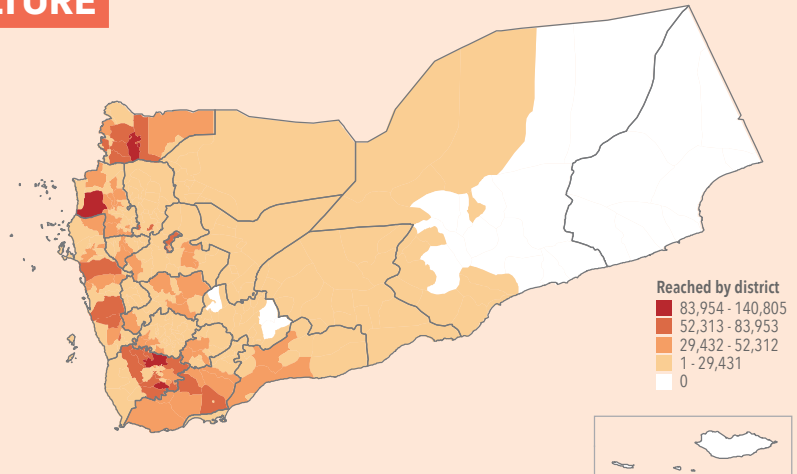 Reached by district
83,954 - 140,805
52,313 - 83,953
29,432 - 52,312
1 - 29,431
0